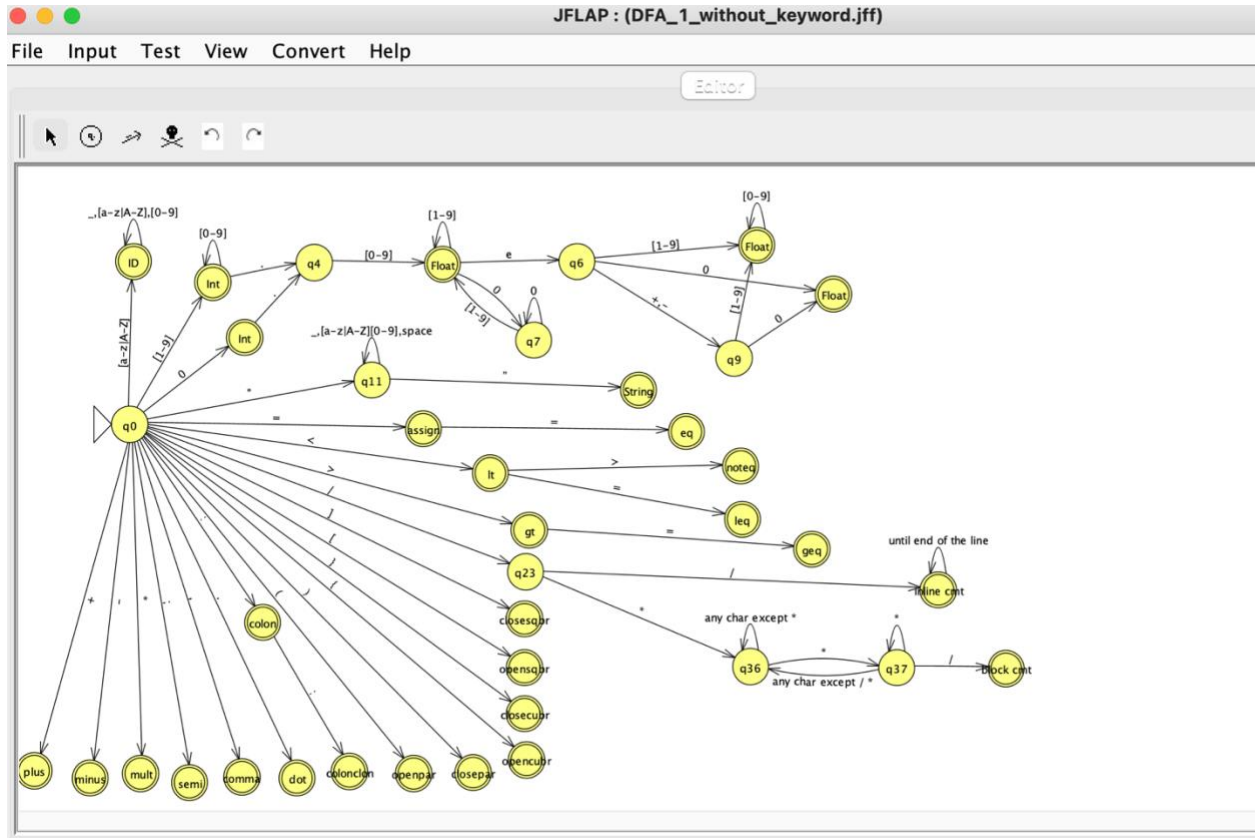 JFLAP : (DFA_1_without_keyword.jff)
File Input Test View Convert Help
Editor
_,[a-z|A-Z],[0-9]
ID
[0-9]
Int
.
q4
[0-9]
[1-9]
Float
e
q6
[1-9]
[0-9]
Float
0
Float
+,-
[1-9]
0
q9
0
[1-9]
0
q7
[a-z|A-Z]
[1-9]
0
Int
.
_,[a-z|A-Z][0-9],space
q11
"
"
String
q0
=
assign
=
eq
<
lt
>
noteq
=
leq
>
gt
=
geq
/
q23
/
until end of the line
Inline cmt
*
any char except *
q36
*
any char except / *
*
q37
/
Block cmt
]
closesqbr
[
opensqbr
}
closecubr
{
opencubr
:
colon
:
+
-
*
;
,
.
(
)
plus
minus
mult
semi
comma
dot
colonclon
openpar
closepar